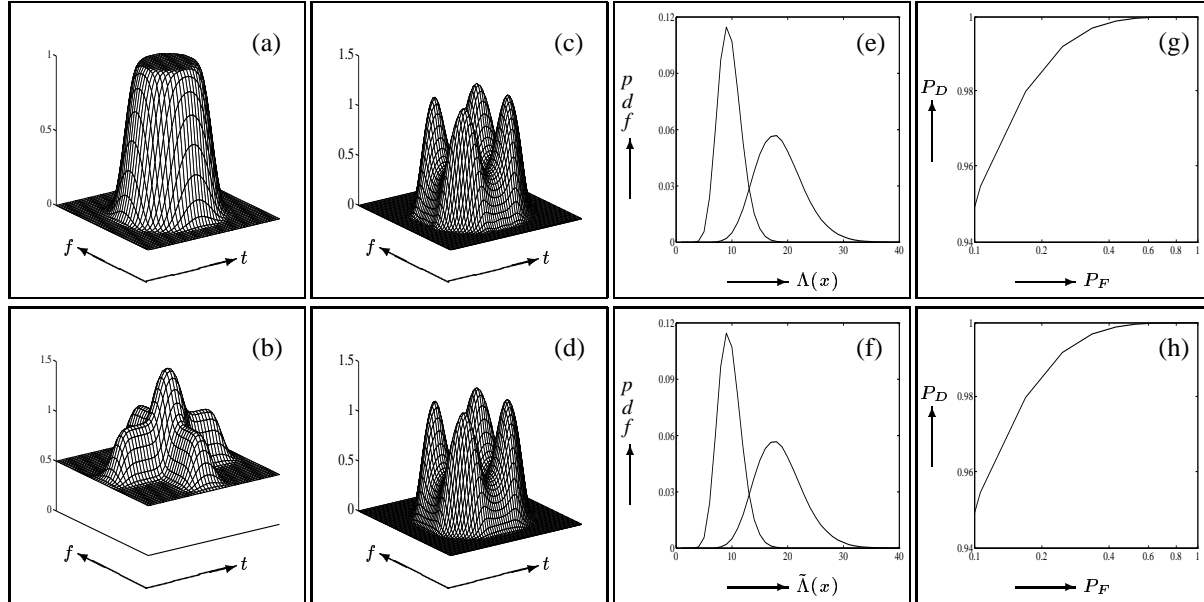 (a)
1
0.5
0
f
t
(c)
1.5
1
0.5
0
f
t
(e)
0.12
0.09
0.06
0.03
0
p
d
f
0 10 20 30 40
Λ(x)
(g)
1
0.98
0.96
0.94
P_D
0.1 0.2 0.4 0.6 0.8 1
P_F
(b)
1.5
1
0.5
0
f
t
(d)
1.5
1
0.5
0
f
t
(f)
0.12
0.09
0.06
0.03
0
p
d
f
0 10 20 30 40
Λ̃(x)
(h)
1
0.98
0.96
0.94
P_D
0.1 0.2 0.4 0.6 0.8 1
P_F